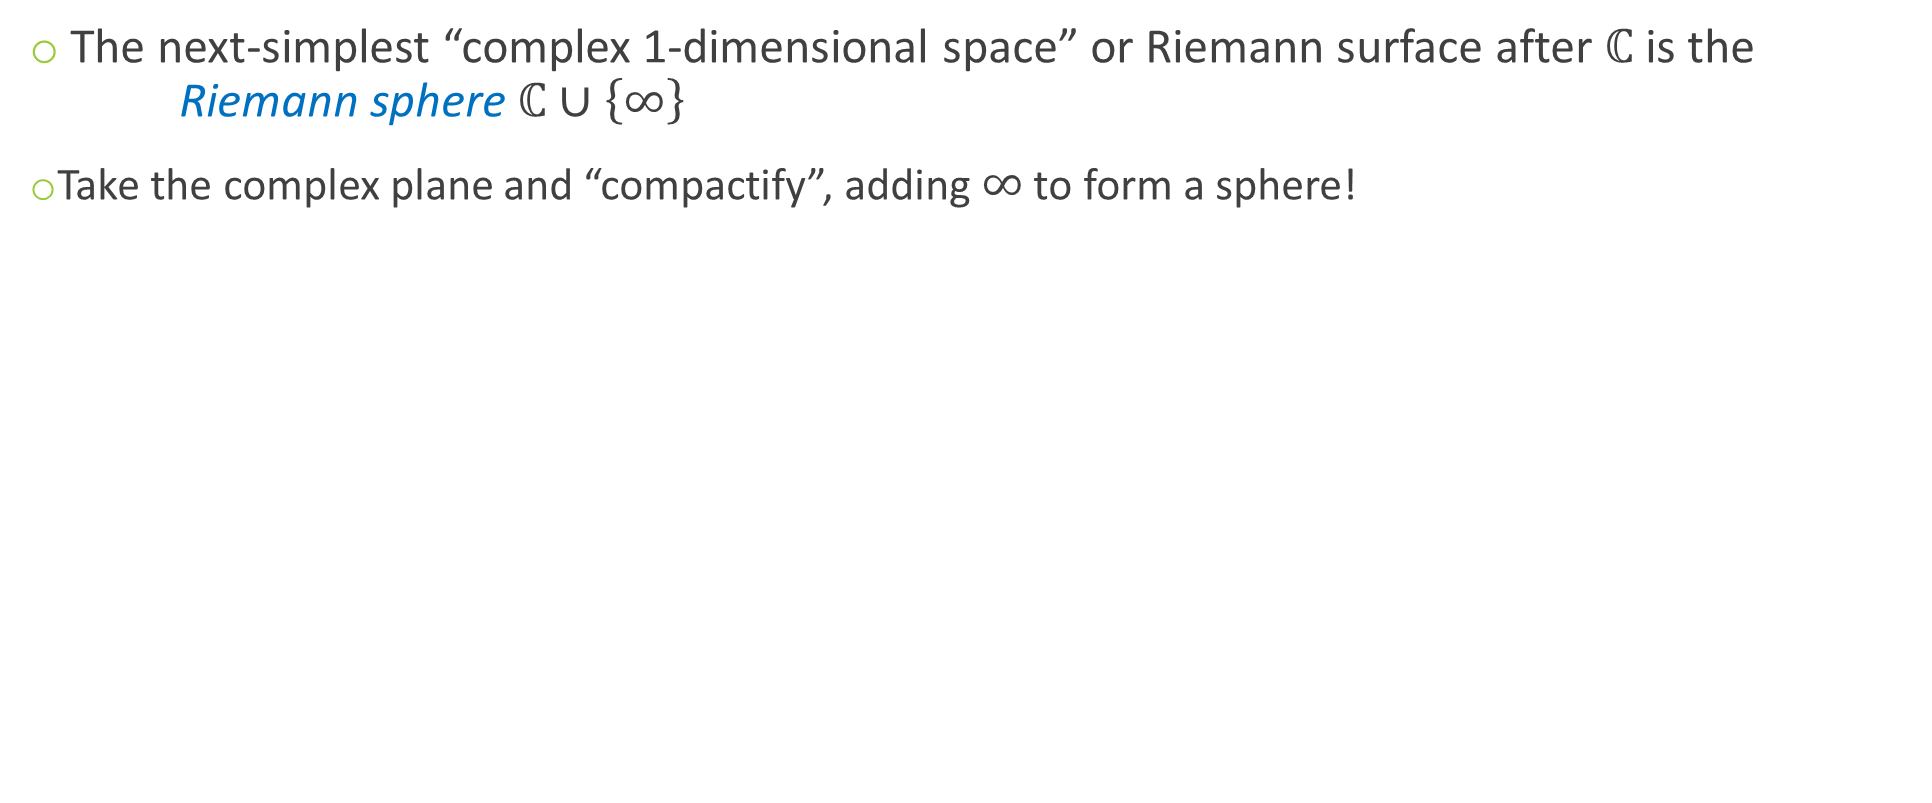 ○ The next-simplest “complex 1-dimensional space” or Riemann surface after ℂ is the
Riemann sphere ℂ ∪ {∞}
○Take the complex plane and “compactify”, adding ∞ to form a sphere!